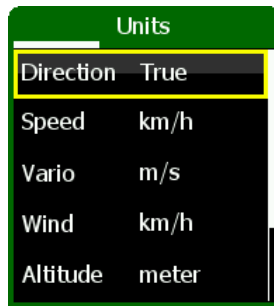 Units
Direction True
Speed km/h
Vario m/s
Wind km/h
Altitude meter